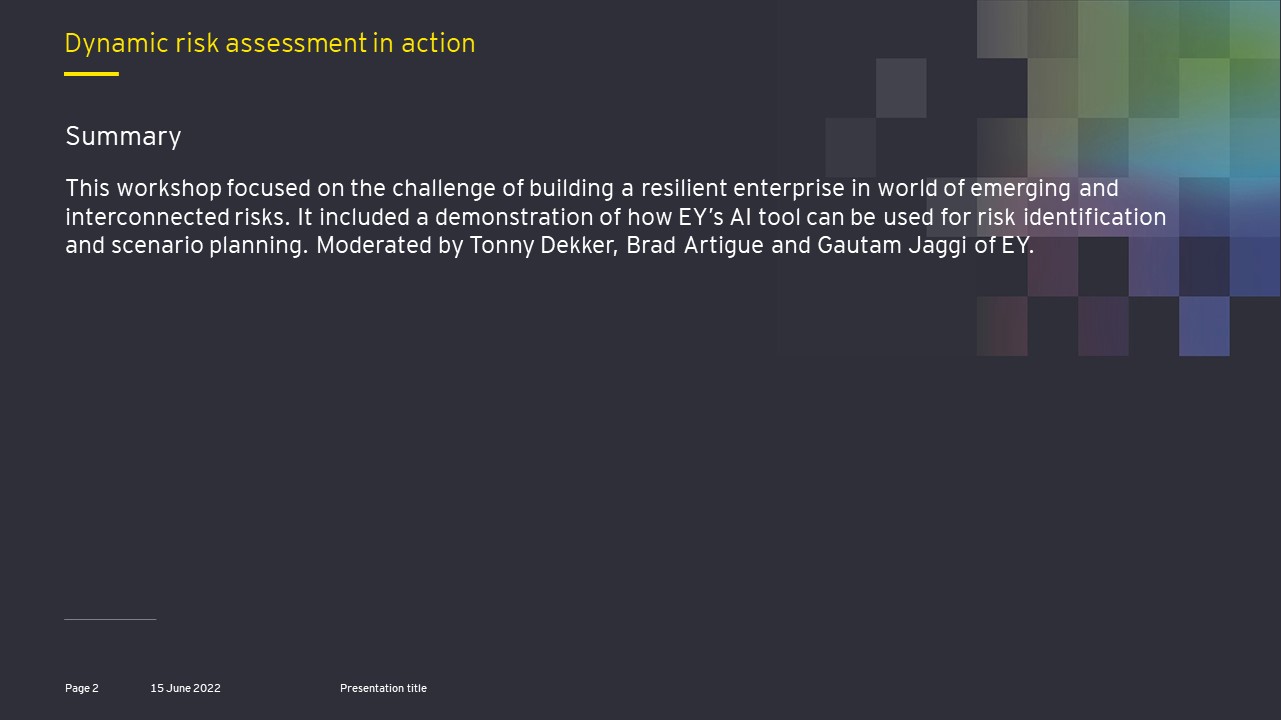 Dynamic risk assessment in action
Summary
This workshop focused on the challenge of building a resilient enterprise in world of emerging and
interconnected risks. It included a demonstration of how EY’s AI tool can be used for risk identification
and scenario planning. Moderated by Tonny Dekker, Brad Artigue and Gautam Jaggi of EY.
Page 2 15 June 2022 Presentation title